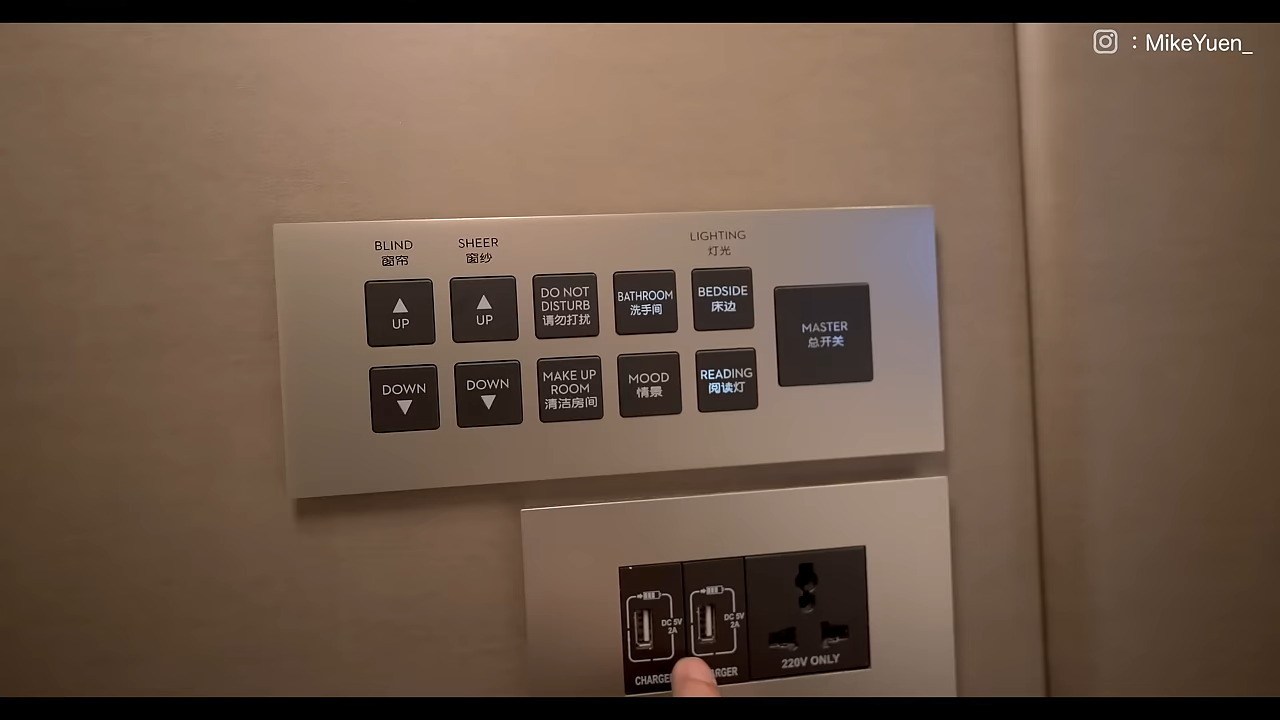 : MikeYuen_
BLIND
窗帘
SHEER
窗纱
LIGHTING
灯光
UP
UP
DO NOT
DISTURB
请勿打扰
BATHROOM
洗手间
BEDSIDE
床边
MASTER
总开关
DOWN
DOWN
MAKE UP
ROOM
清洁房间
MOOD
情景
READING
阅读灯
DC 5V
2A
DC 5V
2A
220V ONLY